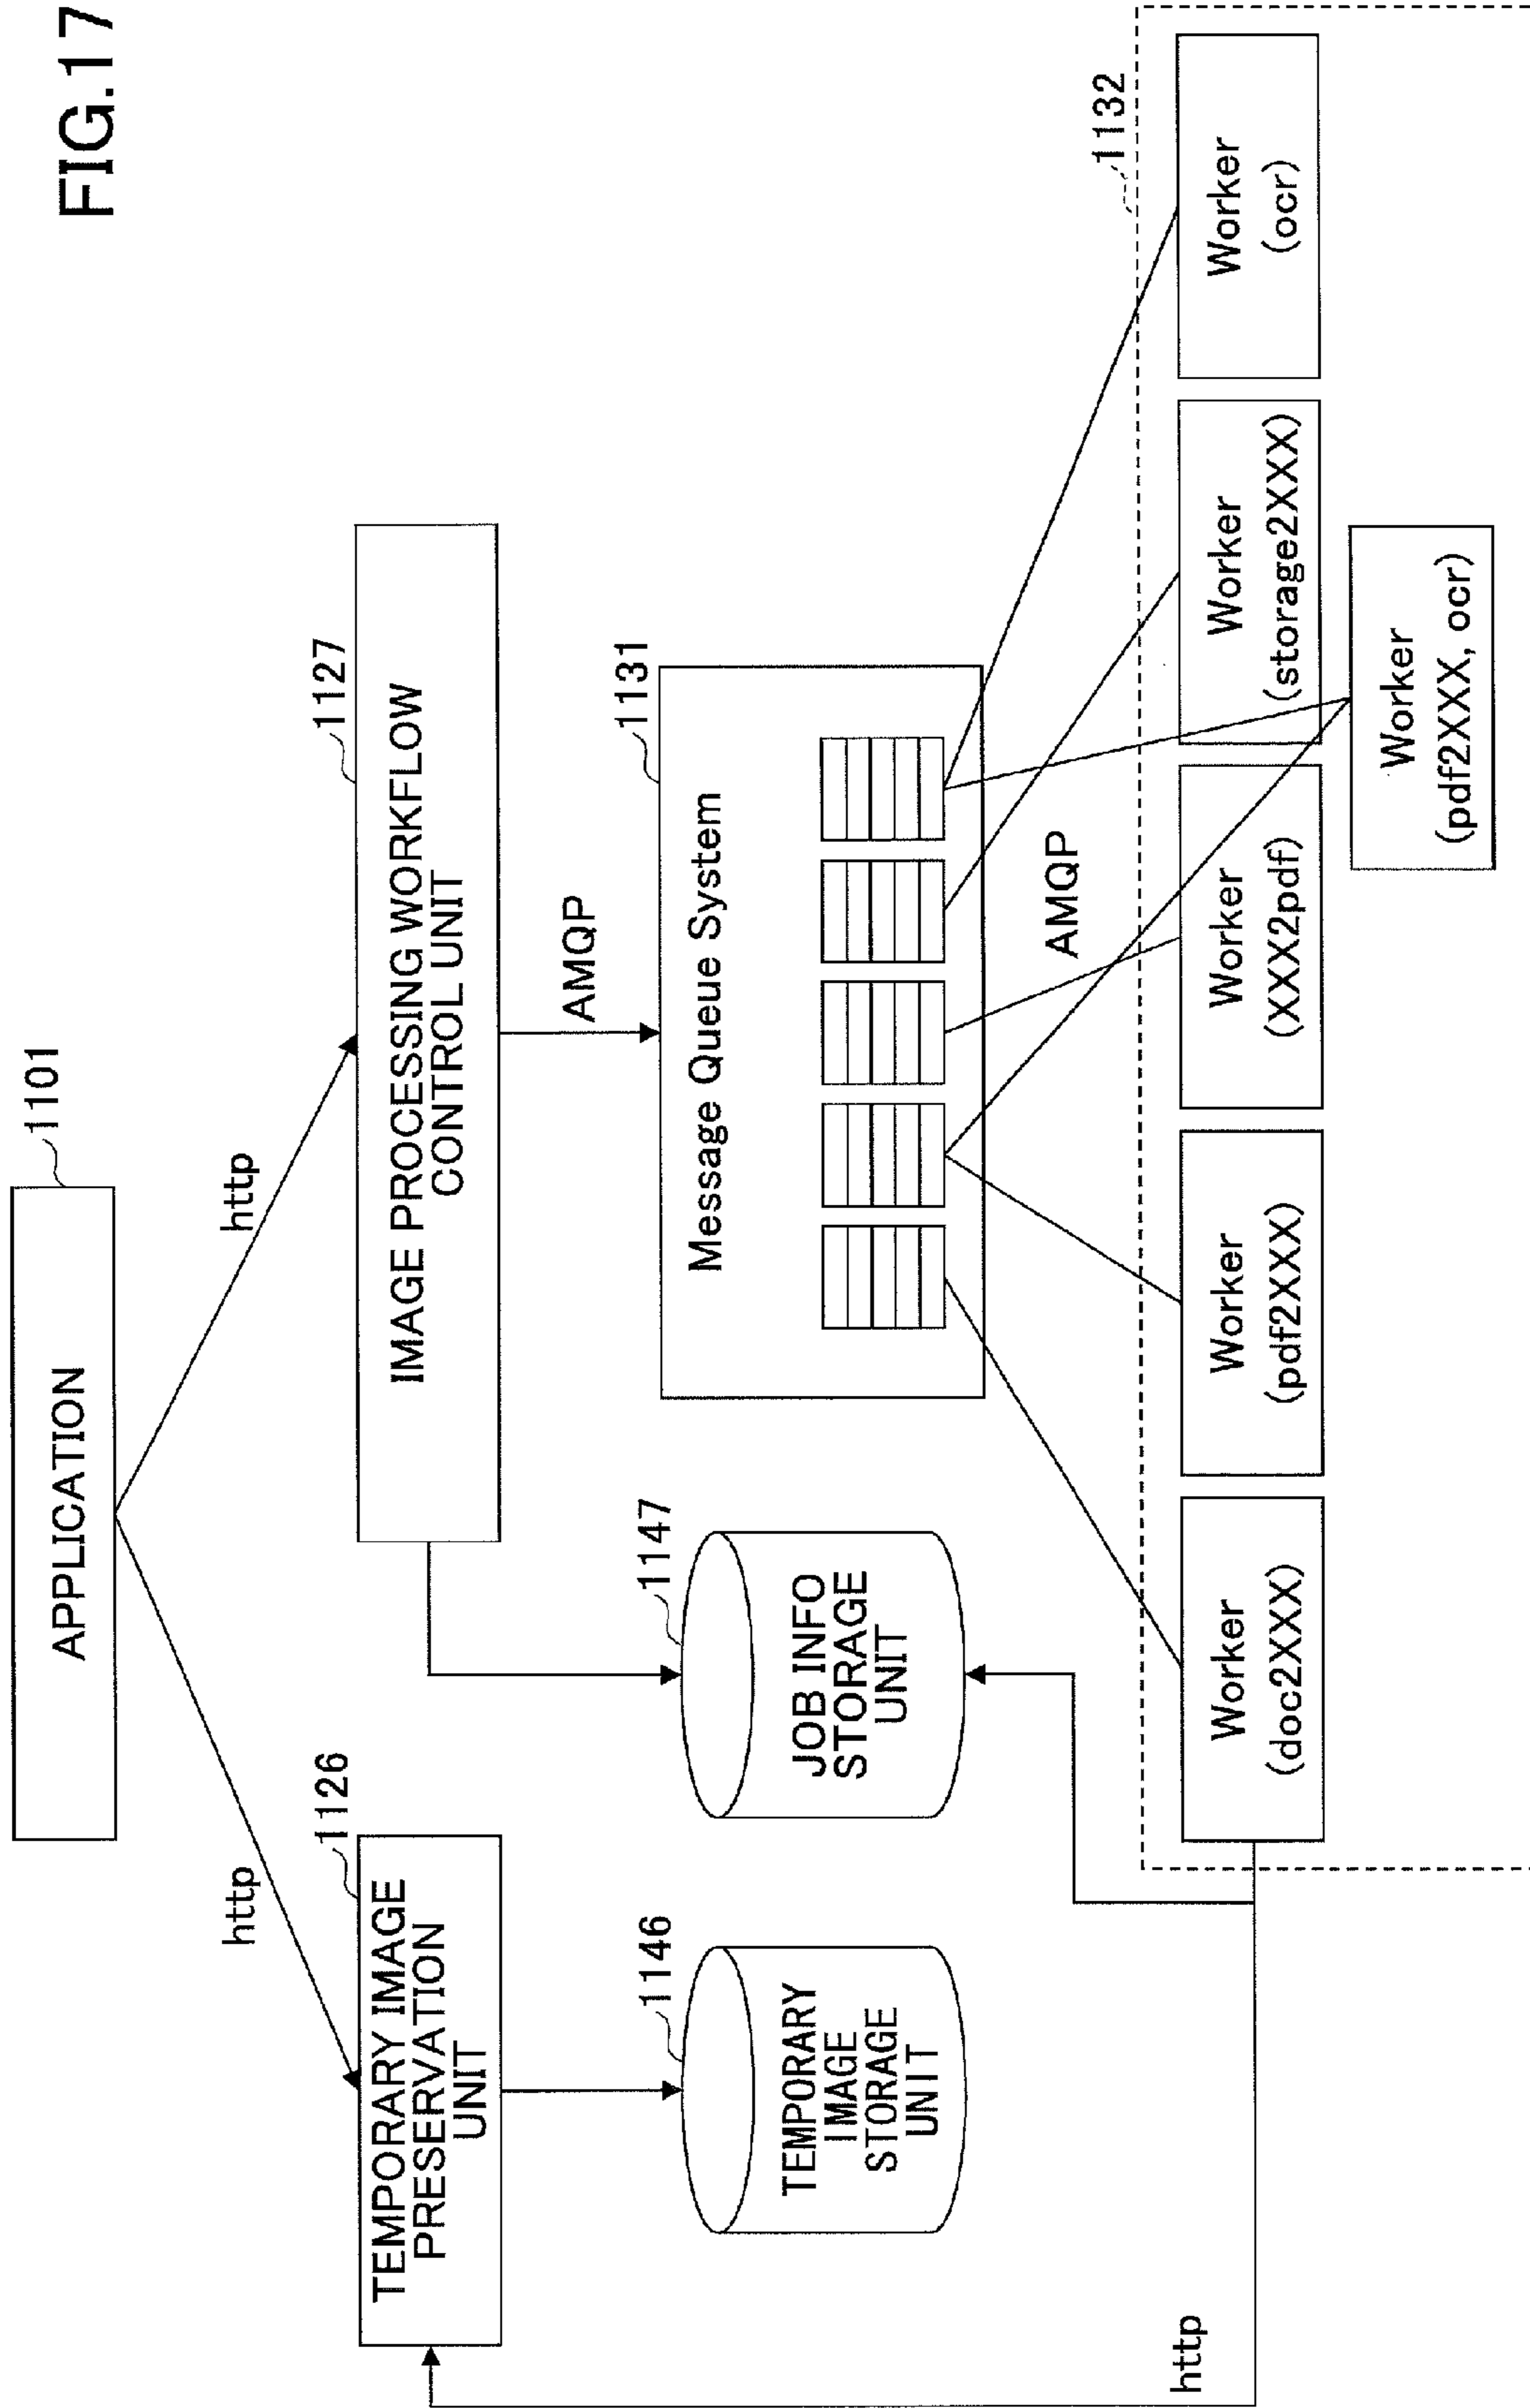 FIG.17
APPLICATION
1101
http
http
TEMPORARY IMAGE
PRESERVATION
UNIT
1126
IMAGE PROCESSING WORKFLOW
CONTROL UNIT
1127
AMQP
TEMPORARY
IMAGE
STORAGE
UNIT
1146
JOB INFO
STORAGE
UNIT
1147
Message Queue System
1131
AMQP
1132
Worker
(doc2XXX)
Worker
(pdf2XXX)
Worker
(XXX2pdf)
Worker
(storage2XXX)
Worker
(ocr)
Worker
(pdf2XXX, ocr)
http